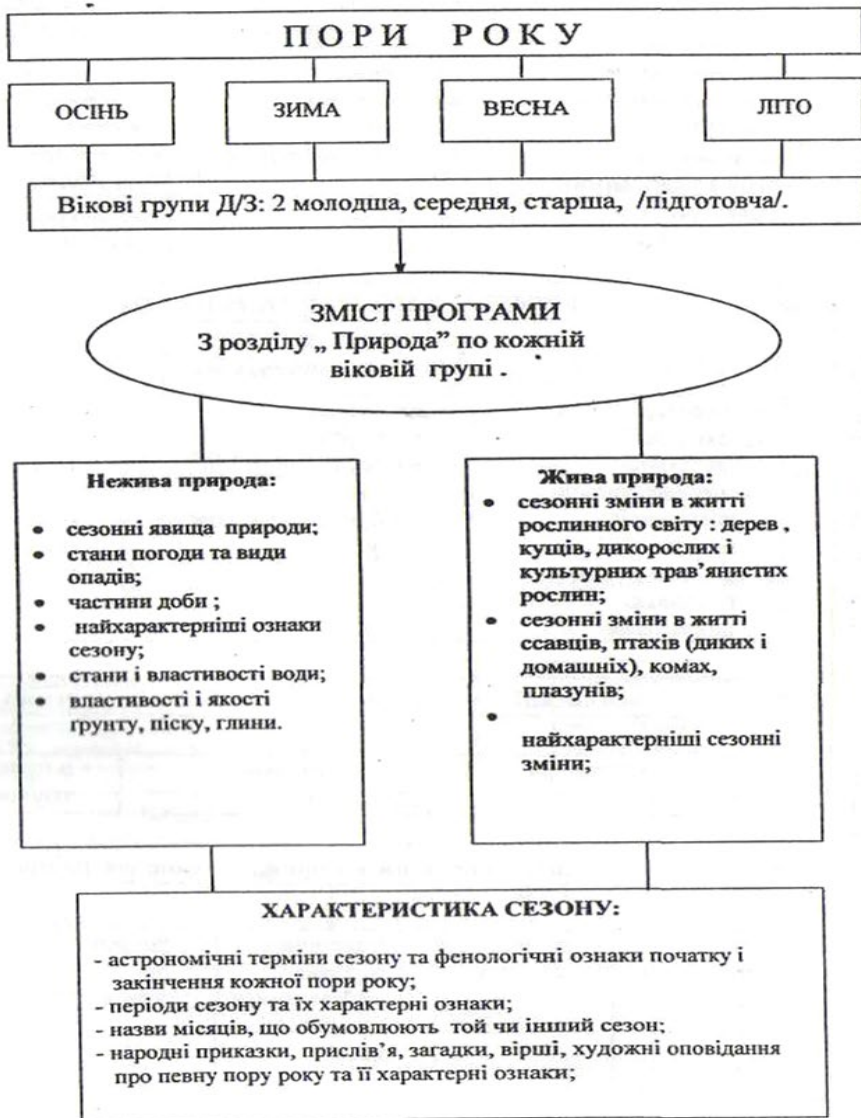 ПОРИ РОКУ
ОСІНЬ
ЗИМА
ВЕСНА
ЛІТО
Вікові групи Д/З: 2 молодша, середня, старша, /підготовча/.
ЗМІСТ ПРОГРАМИ
З розділу „ Природа” по кожній
віковій групі .
Нежива природа:
• сезонні явища природи;
• стани погоди та види
опадів;
• частини доби ;
• найхарактерніші ознаки
сезону;
• стани і властивості води;
• властивості і якості
ґрунту, піску, глини.
Жива природа:
• сезонні зміни в житті
рослинного світу : дерев ,
кущів, дикорослих і
культурних трав’янистих
рослин;
• сезонні зміни в житті
ссавців, птахів (диких і
домашніх), комах,
плазунів;
•
найхарактерніші сезонні
зміни;
ХАРАКТЕРИСТИКА СЕЗОНУ:
- астрономічні терміни сезону та фенологічні ознаки початку і
закінчення кожної пори року;
- періоди сезону та їх характерні ознаки;
- назви місяців, що обумовлюють той чи інший сезон;
- народні приказки, прислів’я, загадки, вірші, художні оповідання
про певну пору року та її характерні ознаки;